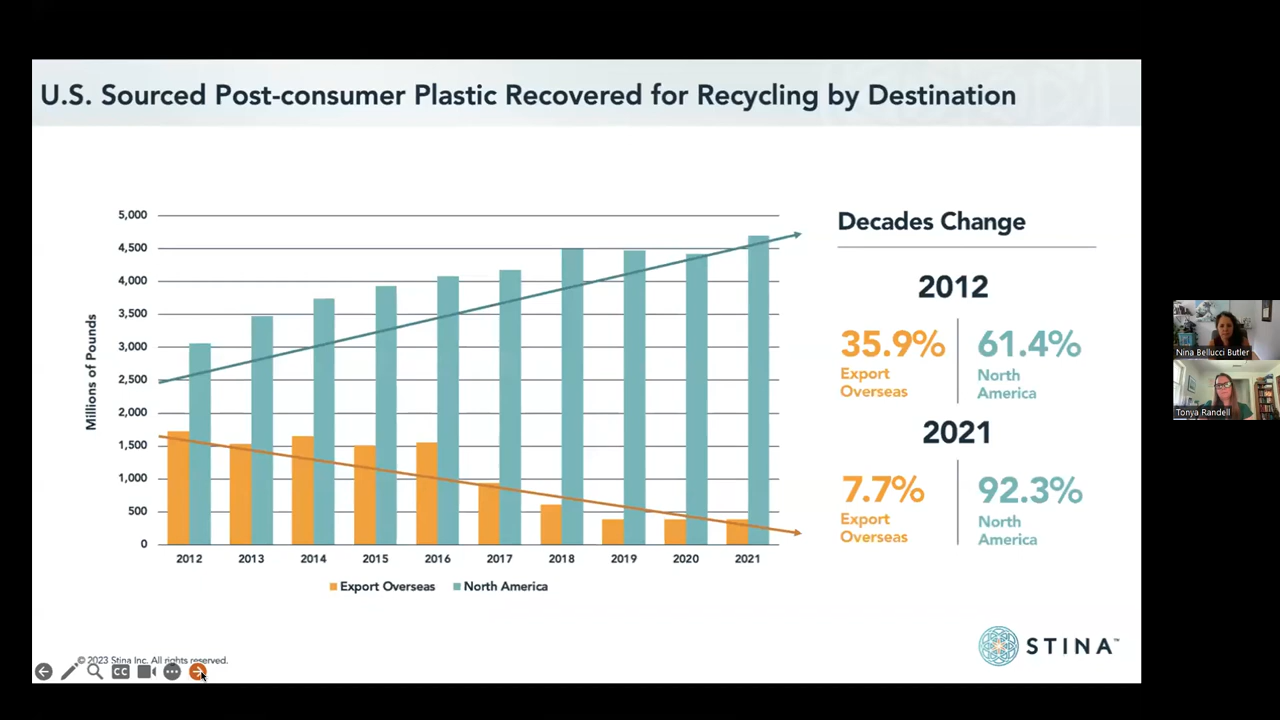 U.S. Sourced Post-consumer Plastic Recovered for Recycling by Destination
Millions of Pounds
5,000
4,500
4,000
3,500
3,000
2,500
2,000
1,500
1,000
500
0
2012 2013 2014 2015 2016 2017 2018 2019 2020 2021
Export Overseas North America
Decades Change
2012
35.9% 61.4%
Export North
Overseas America
2021
7.7% 92.3%
Export North
Overseas America
STINA™
© 2023 Stina Inc. All rights reserved.
CC
Nina Bellucci Butler
Tonya Randell